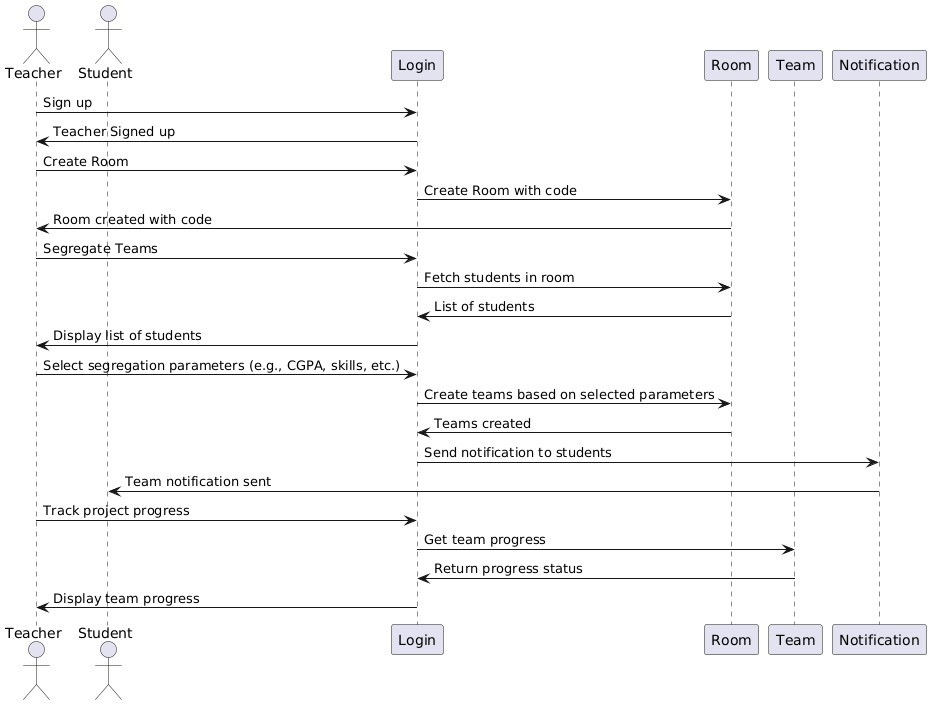 Teacher
Student
Login
Room
Team
Notification
Sign up
Teacher Signed up
Create Room
Create Room with code
Room created with code
Segregate Teams
Fetch students in room
List of students
Display list of students
Select segregation parameters (e.g., CGPA, skills, etc.)
Create teams based on selected parameters
Teams created
Send notification to students
Team notification sent
Track project progress
Get team progress
Return progress status
Display team progress
Teacher
Student
Login
Room
Team
Notification